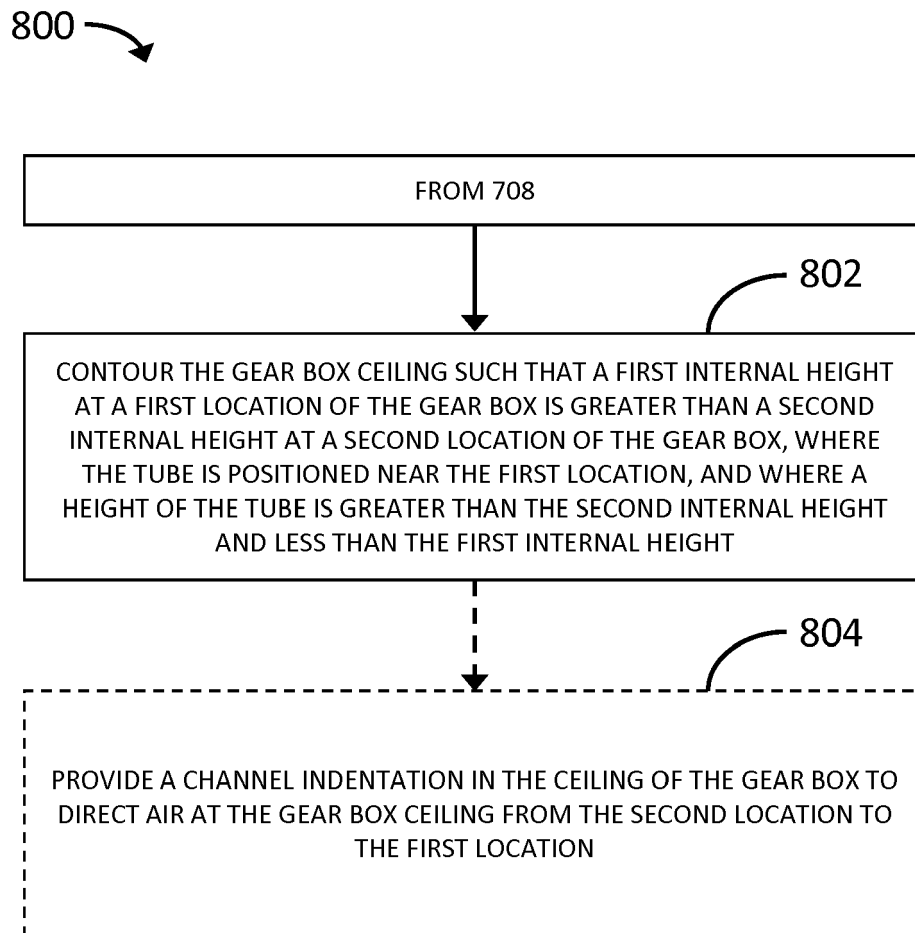 800
FROM 708
802
CONTOUR THE GEAR BOX CEILING SUCH THAT A FIRST INTERNAL HEIGHT
AT A FIRST LOCATION OF THE GEAR BOX IS GREATER THAN A SECOND
INTERNAL HEIGHT AT A SECOND LOCATION OF THE GEAR BOX, WHERE
THE TUBE IS POSITIONED NEAR THE FIRST LOCATION, AND WHERE A
HEIGHT OF THE TUBE IS GREATER THAN THE SECOND INTERNAL HEIGHT
AND LESS THAN THE FIRST INTERNAL HEIGHT
804
PROVIDE A CHANNEL INDENTATION IN THE CEILING OF THE GEAR BOX TO
DIRECT AIR AT THE GEAR BOX CEILING FROM THE SECOND LOCATION TO
THE FIRST LOCATION